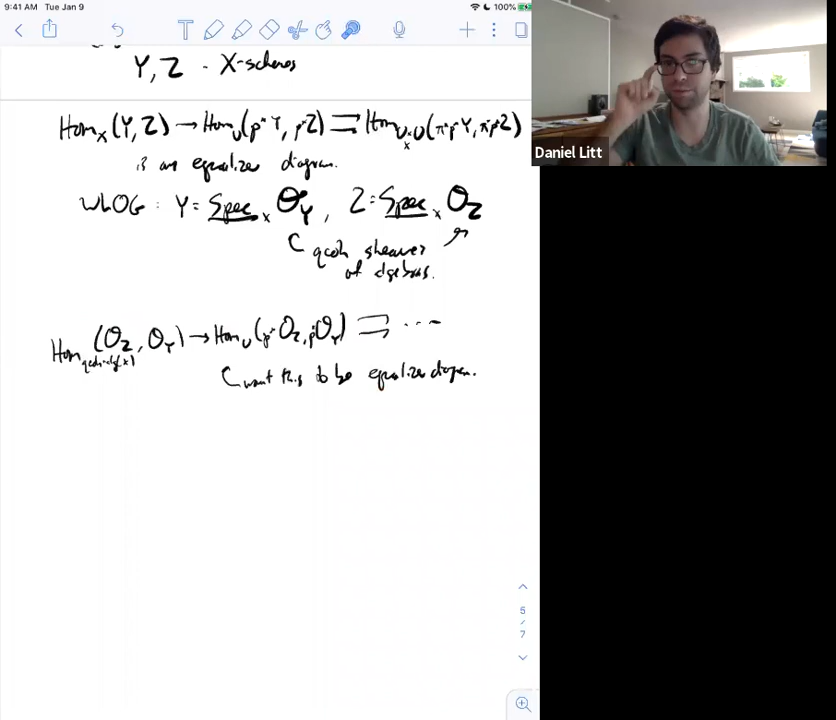 9:41 AM Tue Jan 9
100%
Y, Z - X-schemes
Hom_X(Y, Z) → Hom_U(p*Y, p*Z) ⇉ Hom_{U×_X U}(π*p*Y, π*p*Z)
is an equalizer diagram.
WLOG: Y = Spec_X O_Y, Z = Spec_X O_Z
qcoh sheaves
of algebras.
Hom (O_Z, O_Y) → Hom_U(p*O_Z, p*O_Y) ⇉ ...
want this to be equalizer diagram.
Daniel Litt
5
/
7